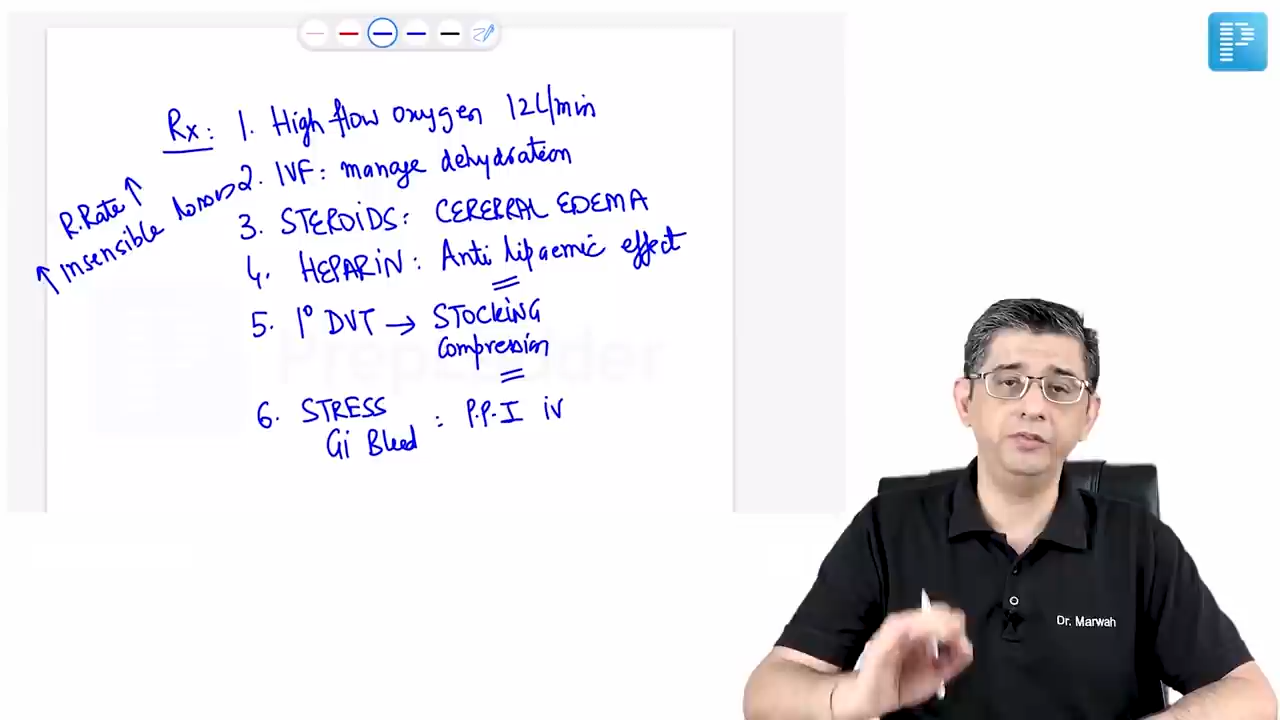 Rx: 1. High flow oxygen 12L/min
2. IVF: manage dehydration
R.Rate ↑
↑ Insensible losses
3. STEROIDS: CEREBRAL EDEMA
4. HEPARIN: Anti lipaemic effect
5. 1° DVT → STOCKING
Compression
6. STRESS : P.P.I iv
Gi Bleed
PrepLadder
Dr. Marwah